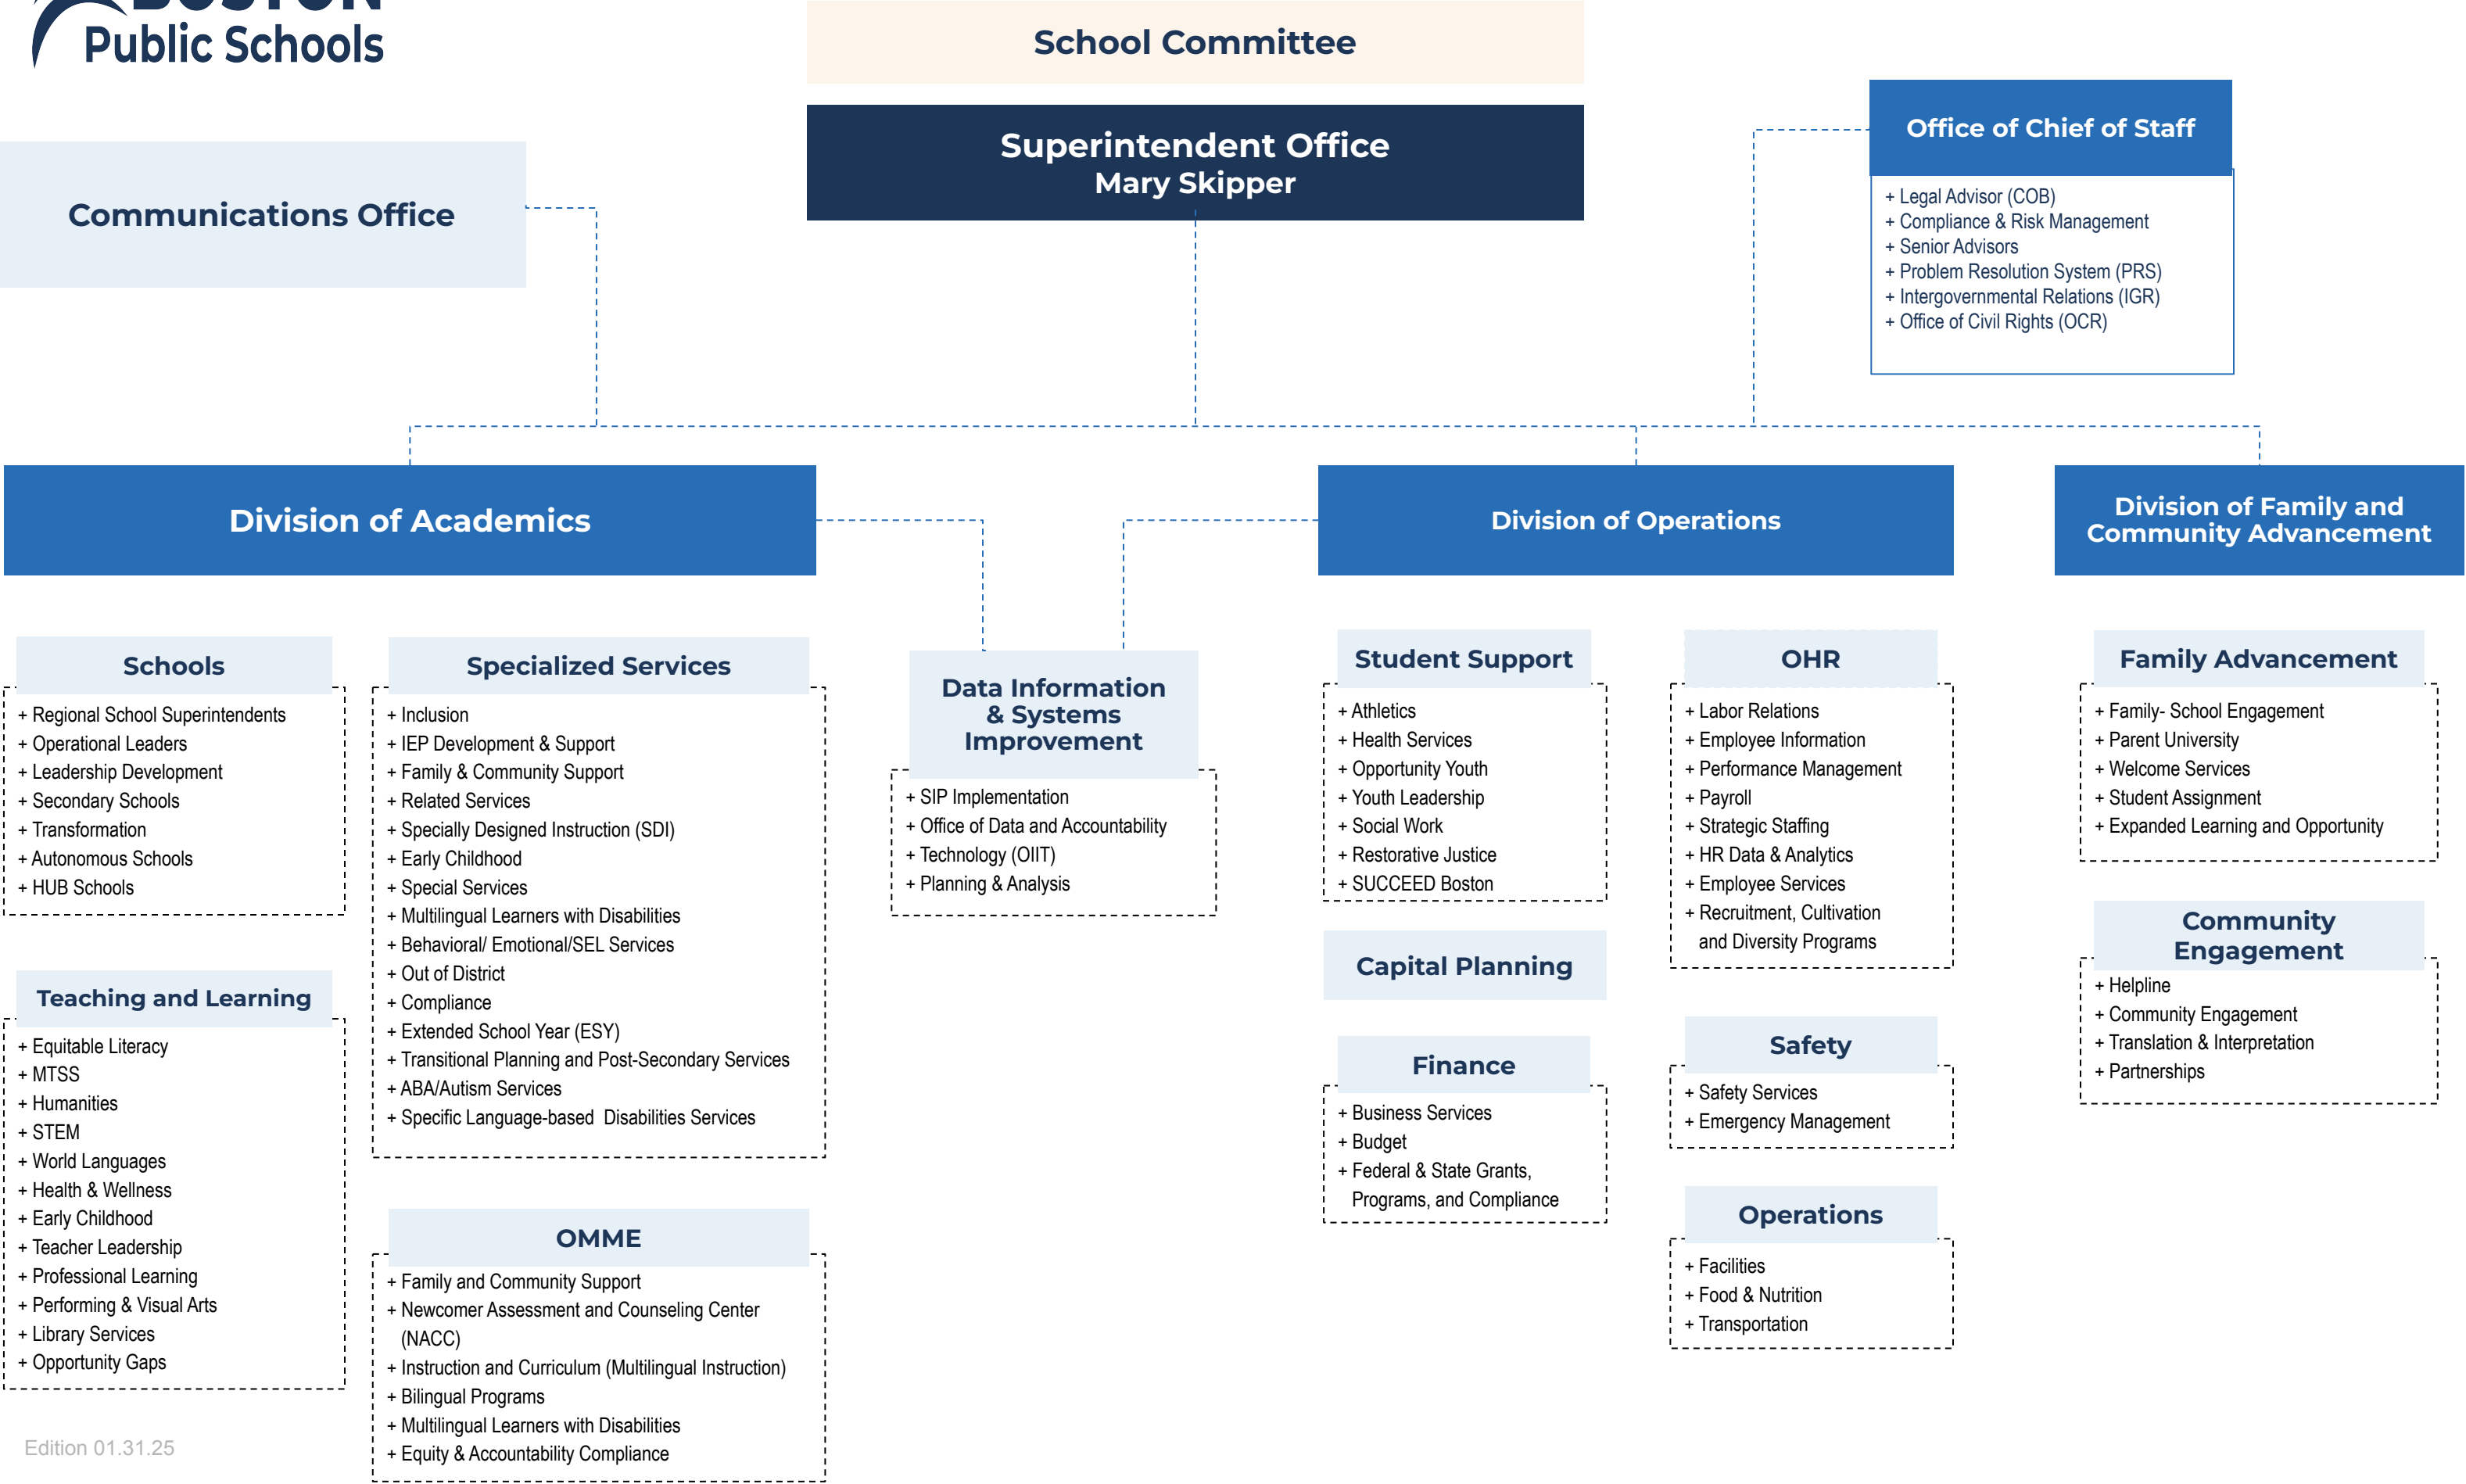 BOSTON
Public Schools
School Committee
Superintendent Office
Mary Skipper
Communications Office
Office of Chief of Staff
+ Legal Advisor (COB)
+ Compliance & Risk Management
+ Senior Advisors
+ Problem Resolution System (PRS)
+ Intergovernmental Relations (IGR)
+ Office of Civil Rights (OCR)
Division of Academics
Schools
+ Regional School Superintendents
+ Operational Leaders
+ Leadership Development
+ Secondary Schools
+ Transformation
+ Autonomous Schools
+ HUB Schools
Teaching and Learning
+ Equitable Literacy
+ MTSS
+ Humanities
+ STEM
+ World Languages
+ Health & Wellness
+ Early Childhood
+ Teacher Leadership
+ Professional Learning
+ Performing & Visual Arts
+ Library Services
+ Opportunity Gaps
Specialized Services
+ Inclusion
+ IEP Development & Support
+ Family & Community Support
+ Related Services
+ Specially Designed Instruction (SDI)
+ Early Childhood
+ Special Services
+ Multilingual Learners with Disabilities
+ Behavioral/ Emotional/SEL Services
+ Out of District
+ Compliance
+ Extended School Year (ESY)
+ Transitional Planning and Post-Secondary Services
+ ABA/Autism Services
+ Specific Language-based  Disabilities Services
OMME
+ Family and Community Support
+ Newcomer Assessment and Counseling Center
(NACC)
+ Instruction and Curriculum (Multilingual Instruction)
+ Bilingual Programs
+ Multilingual Learners with Disabilities
+ Equity & Accountability Compliance
Data Information
& Systems
Improvement
+ SIP Implementation
+ Office of Data and Accountability
+ Technology (OIIT)
+ Planning & Analysis
Division of Operations
Student Support
+ Athletics
+ Health Services
+ Opportunity Youth
+ Youth Leadership
+ Social Work
+ Restorative Justice
+ SUCCEED Boston
Capital Planning
Finance
+ Business Services
+ Budget
+ Federal & State Grants,
Programs, and Compliance
OHR
+ Labor Relations
+ Employee Information
+ Performance Management
+ Payroll
+ Strategic Staffing
+ HR Data & Analytics
+ Employee Services
+ Recruitment, Cultivation
and Diversity Programs
Safety
+ Safety Services
+ Emergency Management
Operations
+ Facilities
+ Food & Nutrition
+ Transportation
Division of Family and
Community Advancement
Family Advancement
+ Family- School Engagement
+ Parent University
+ Welcome Services
+ Student Assignment
+ Expanded Learning and Opportunity
Community
Engagement
+ Helpline
+ Community Engagement
+ Translation & Interpretation
+ Partnerships
Edition 01.31.25